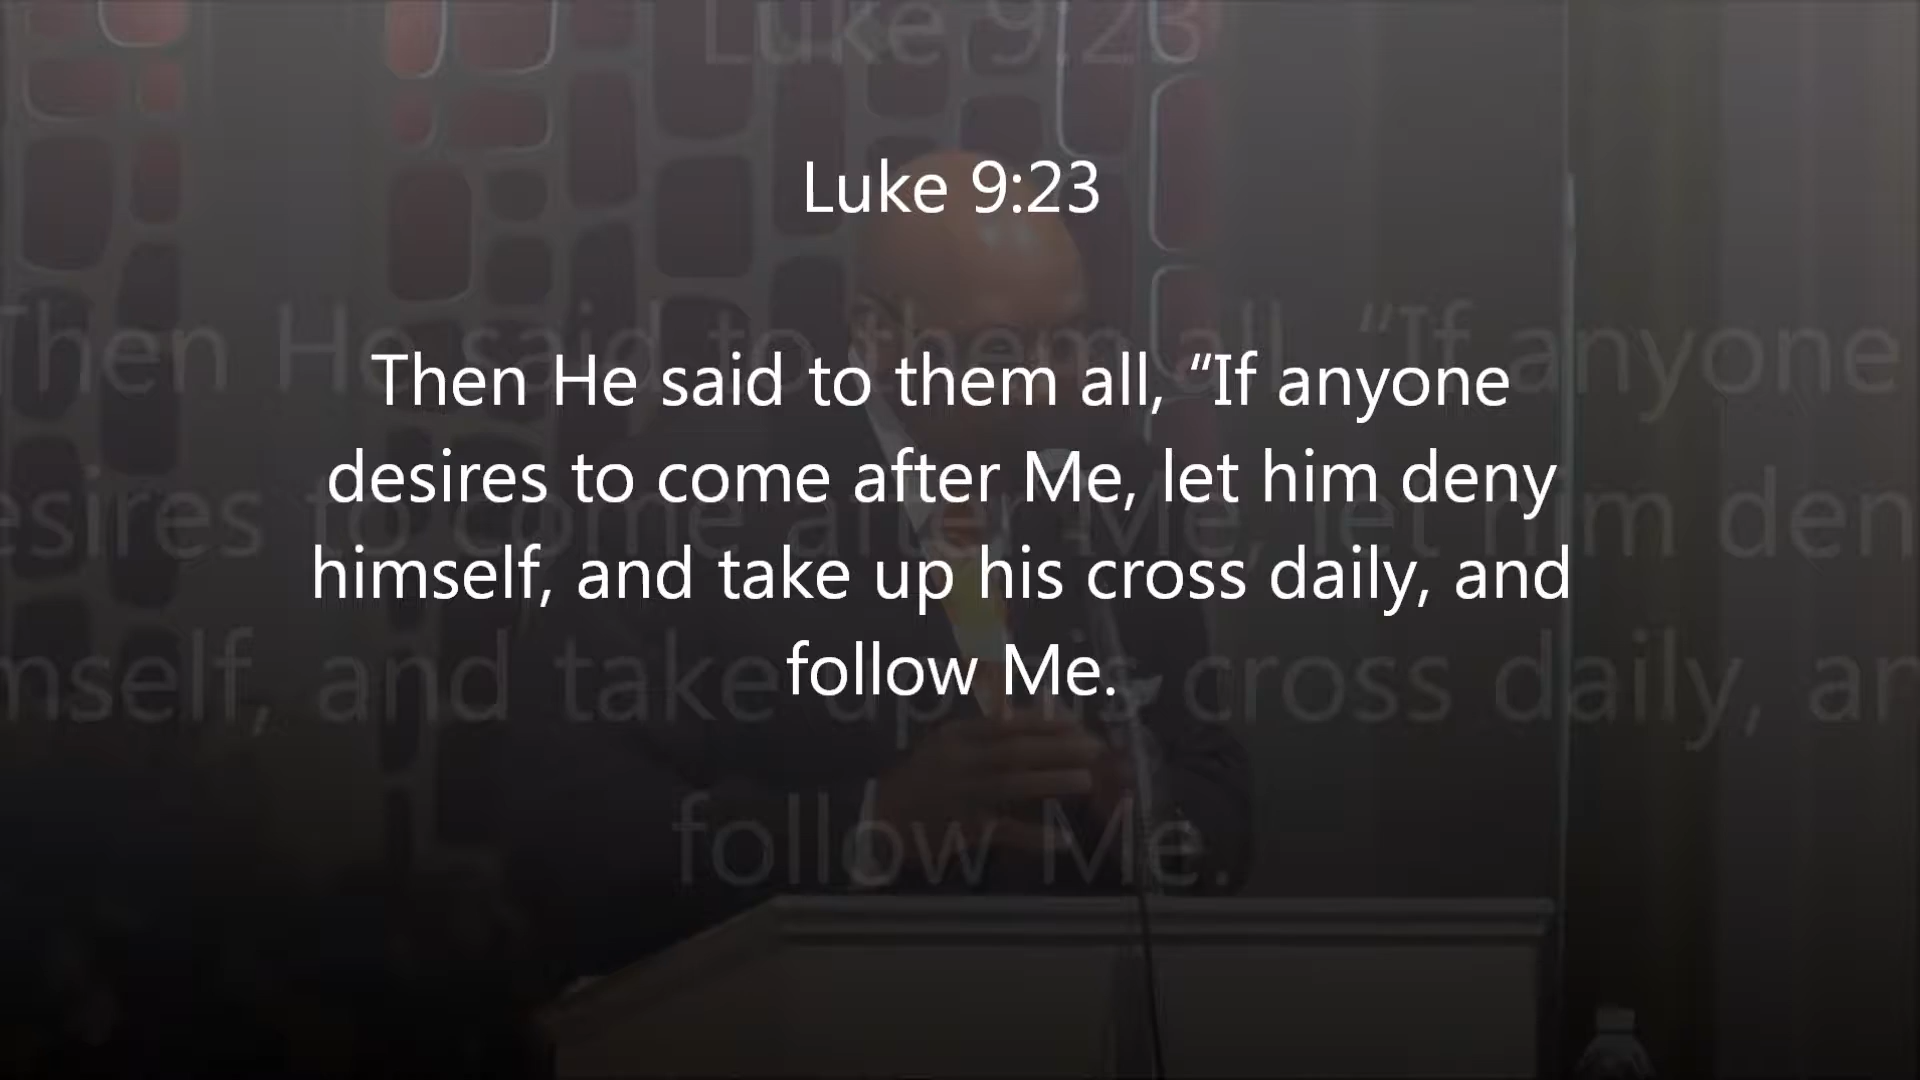 Luke 9:23
Then He said to them all, “If anyone
desires to come after Me, let him deny
himself, and take up his cross daily, and
follow Me.